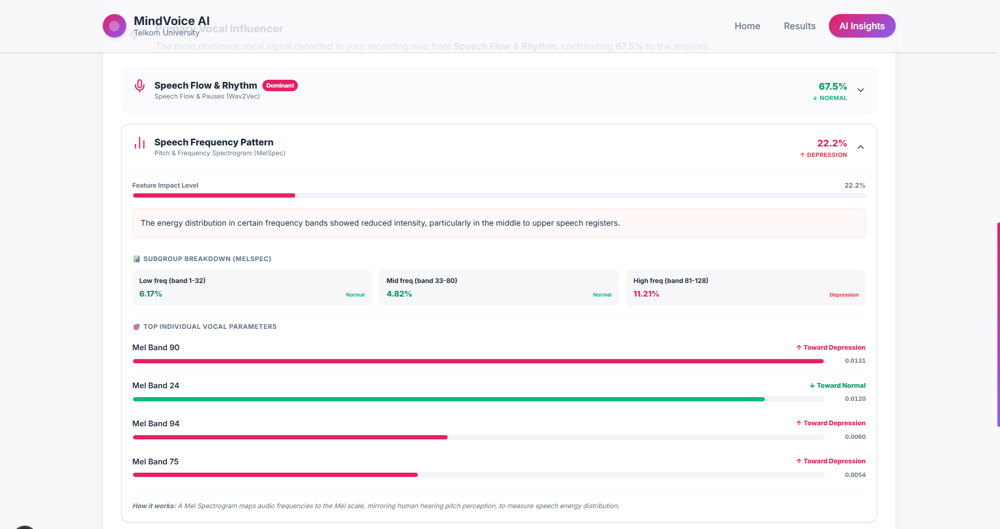 MindVoice AI
Telkom University
Home
Results
AI Insights
Primary Vocal Influencer
The most dominant vocal signal detected in your recording was from Speech Flow & Rhythm, contributing 67.5% to the analysis.
Speech Flow & Rhythm Dominant
Speech Flow & Pauses (Wav2Vec)
67.5%
↓ NORMAL
Speech Frequency Pattern
Pitch & Frequency Spectrogram (MelSpec)
22.2%
↑ DEPRESSION
Feature Impact Level
22.2%
The energy distribution in certain frequency bands showed reduced intensity, particularly in the middle to upper speech registers.
SUBGROUP BREAKDOWN (MELSPEC)
Low freq (band 1-32)
6.17%
Normal
Mid freq (band 33-80)
4.82%
Normal
High freq (band 81-128)
11.21%
Depression
TOP INDIVIDUAL VOCAL PARAMETERS
Mel Band 90
↑ Toward Depression
0.0131
Mel Band 24
↓ Toward Normal
0.0120
Mel Band 94
↑ Toward Depression
0.0060
Mel Band 75
↑ Toward Depression
0.0054
How it works: A Mel Spectrogram maps audio frequencies to the Mel scale, mirroring human hearing pitch perception, to measure speech energy distribution.